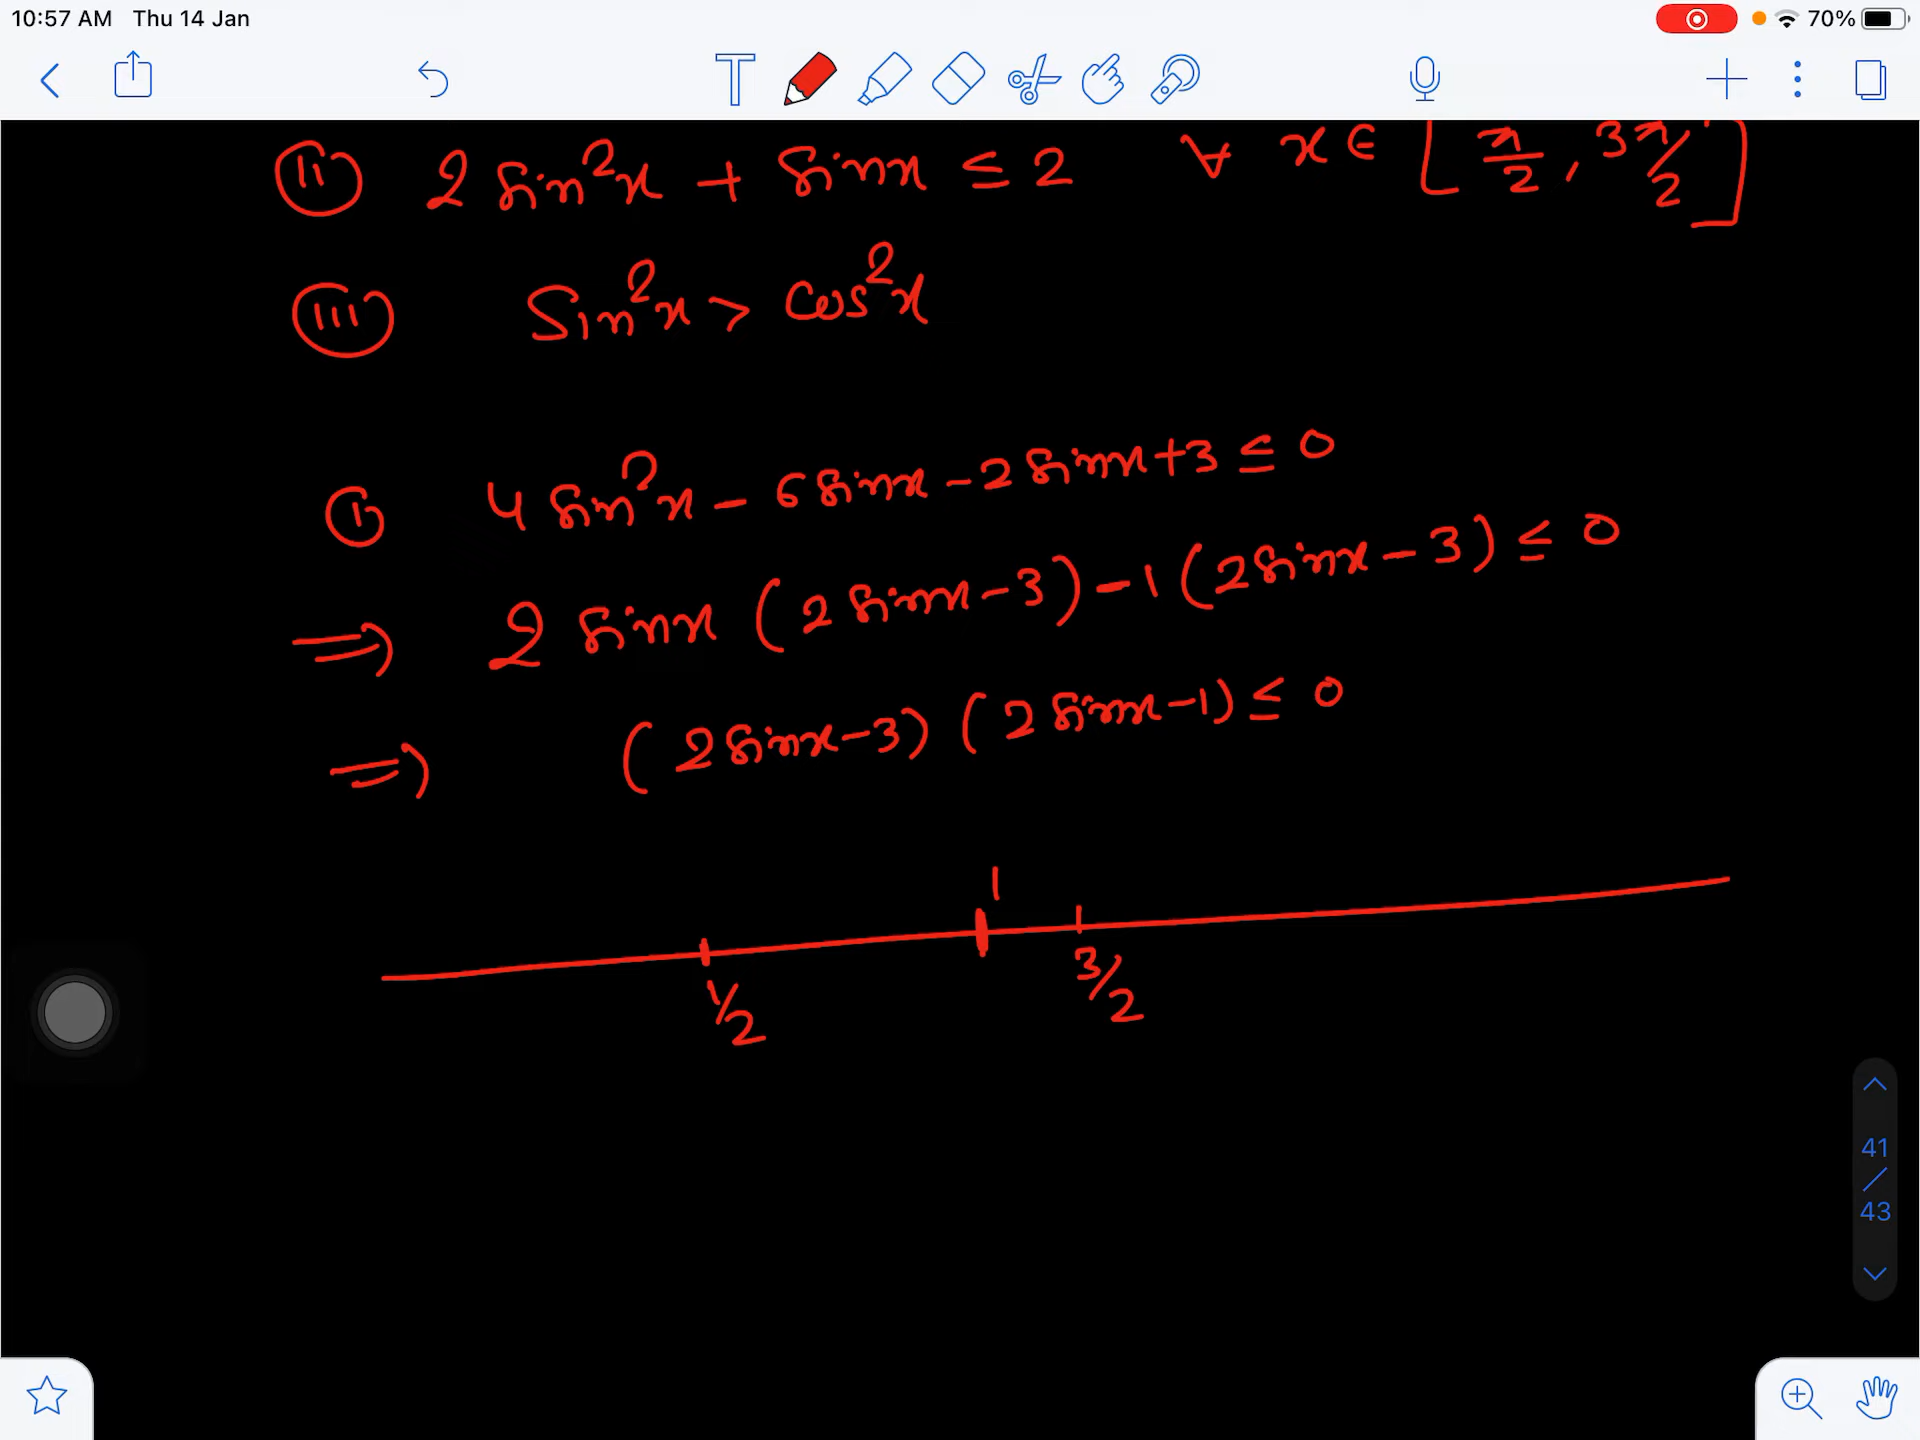 10:57 AM Thu 14 Jan 70%
T
(ii) 2 sin²x + sinx ≤ 2 ∀ x ∈ [π/2, 3π/2]
(iii) Sin²x > cos²x
(i) 4 sin²x - 6 sinx - 2 sinx + 3 ≤ 0
⇒ 2 sinx (2 sinx - 3) - 1 (2 sinx - 3) ≤ 0
⇒ (2 sinx - 3) (2 sinx - 1) ≤ 0
1
1/2 3/2
41
/
43